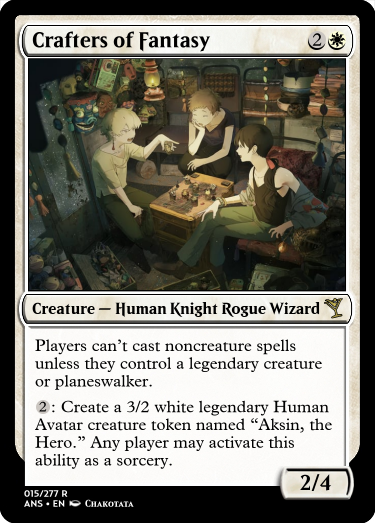 Crafters of Fantasy 2
Creature — Human Knight Rogue Wizard
Players can't cast noncreature spells
unless they control a legendary creature
or planeswalker.
2: Create a 3/2 white legendary Human
Avatar creature token named “Aksin, the
Hero.” Any player may activate this
ability as a sorcery.
2/4
015/277 R
ANS • EN Chakotata